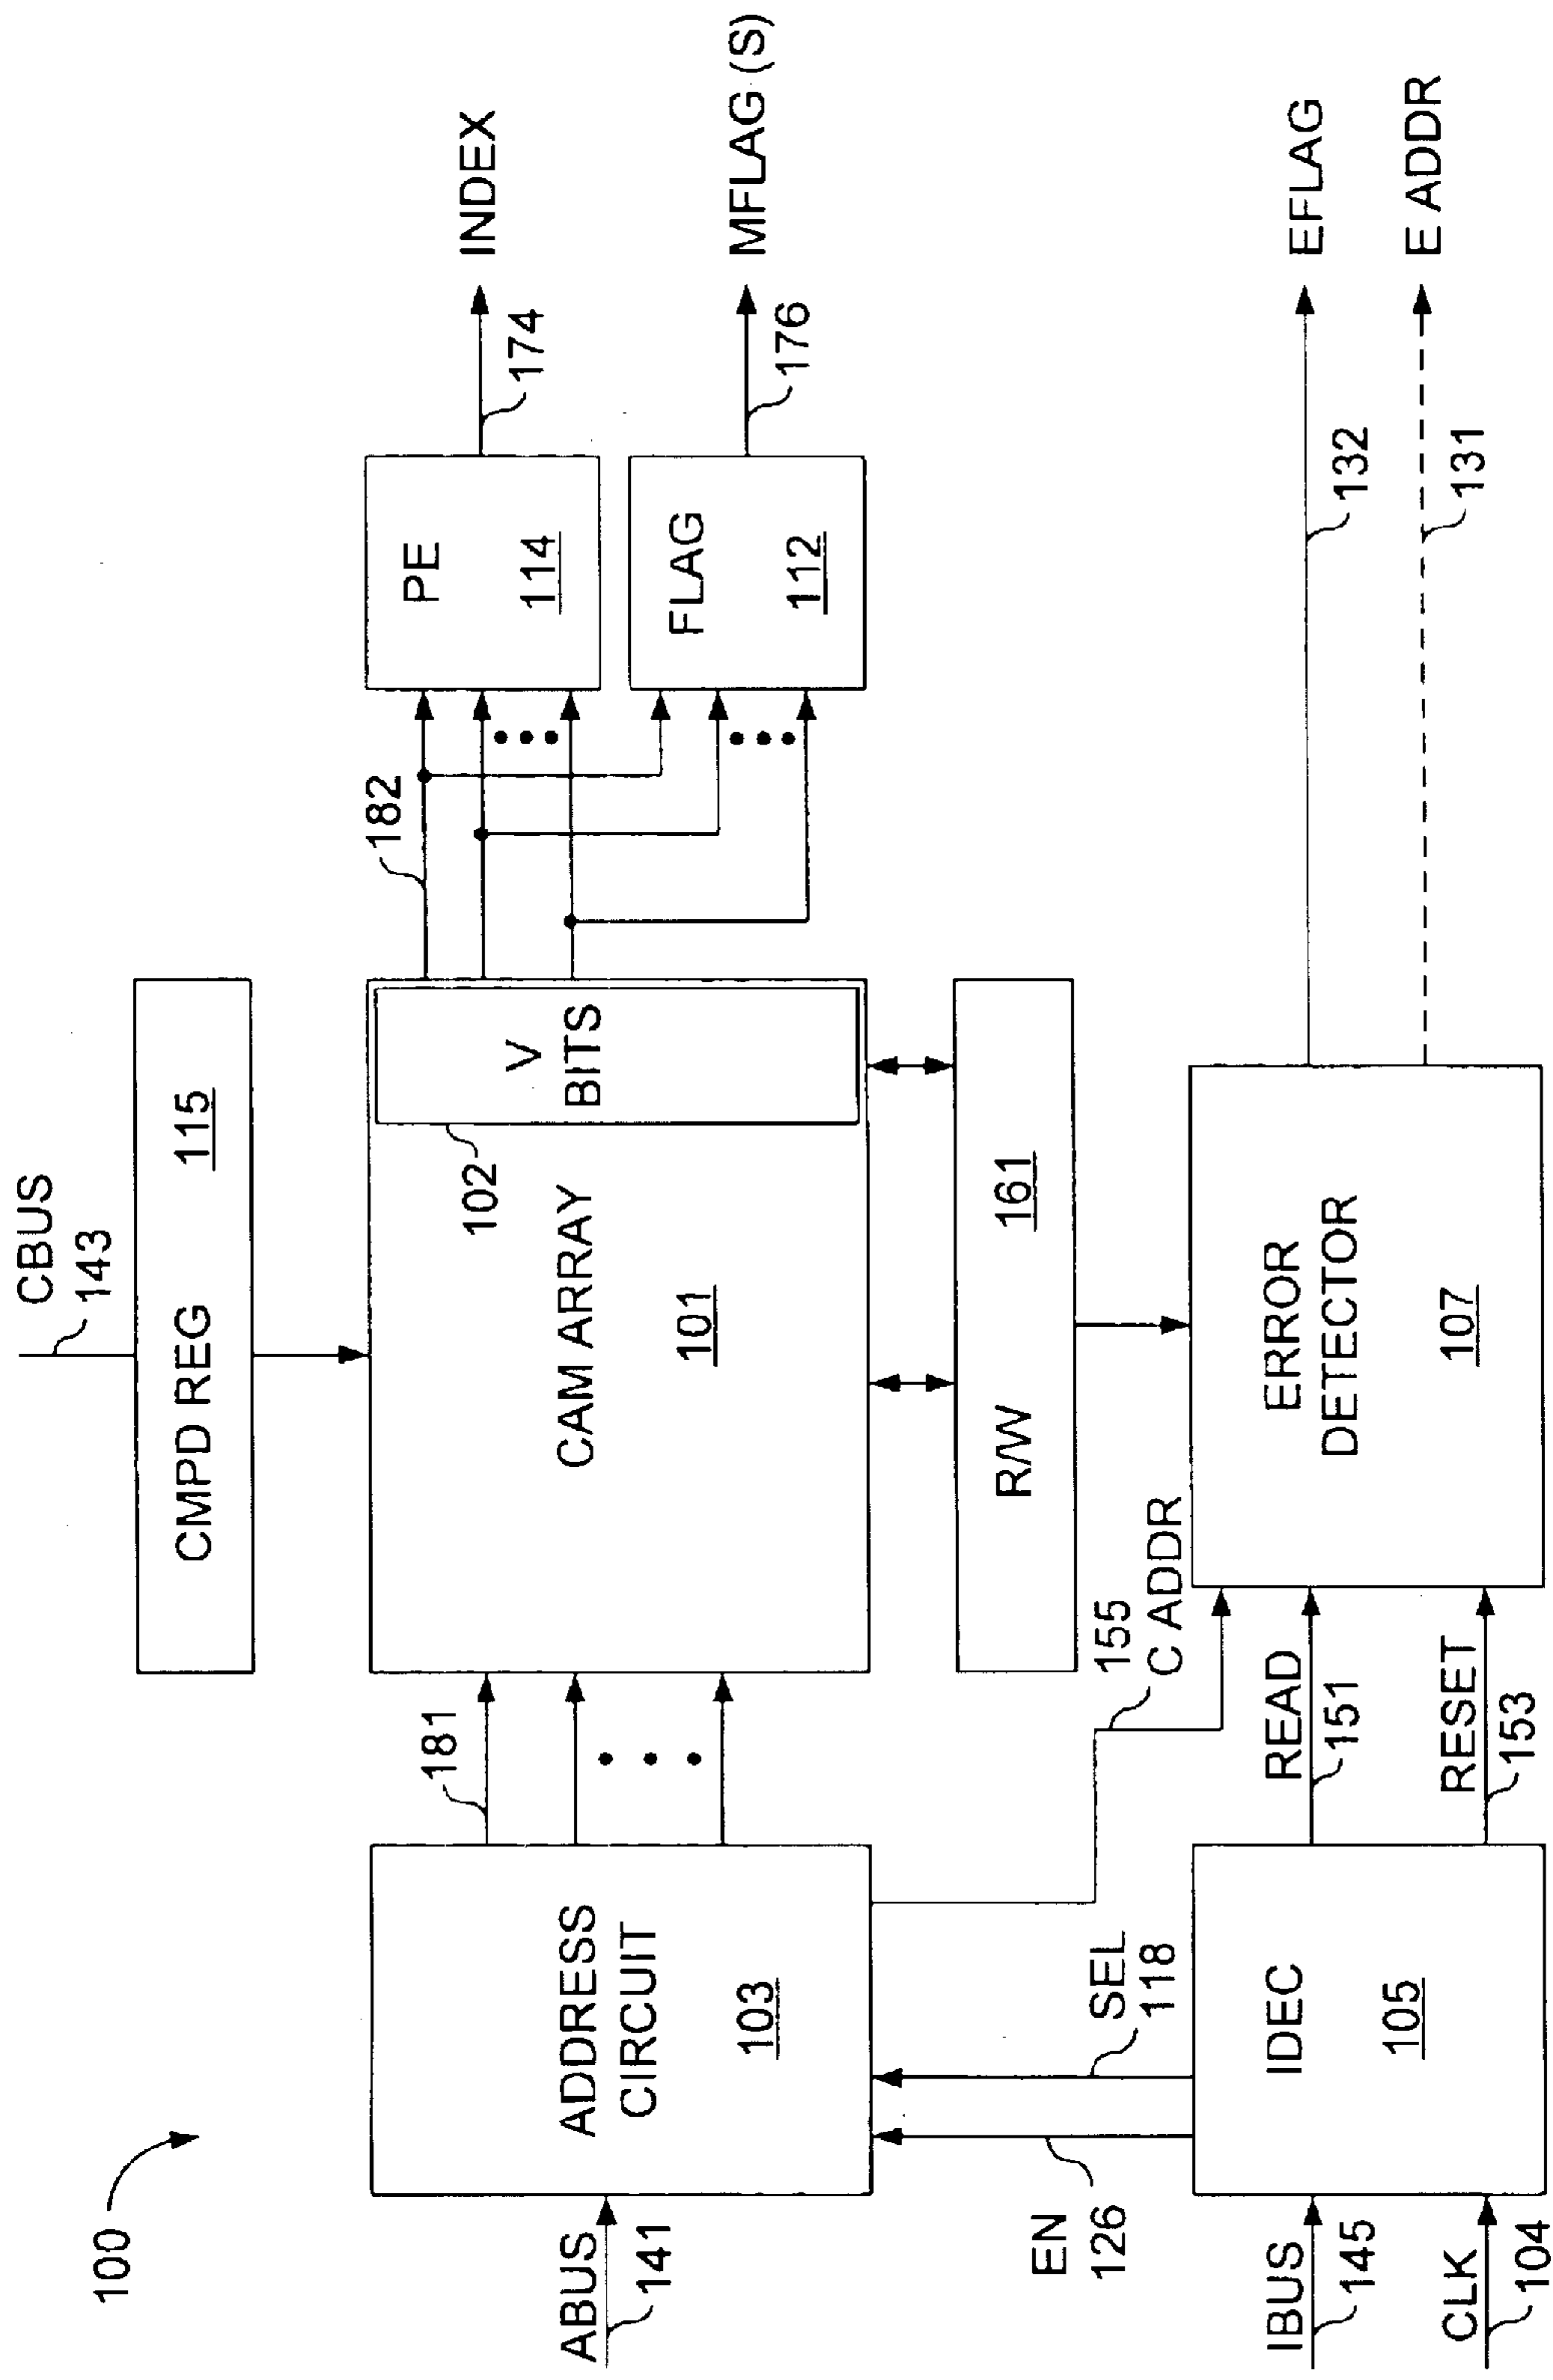 100
CBUS
143
CMPD REG 115
ABUS
141
ADDRESS
CIRCUIT
103
181
CAM ARRAY
101
102
V
BITS
182
PE
114
174
INDEX
FLAG
112
176
MFLAG (S)
R/W 161
EN
126
SEL
118
155
C ADDR
IBUS
145
CLK
104
IDEC
105
READ
151
RESET
153
ERROR
DETECTOR
107
132
EFLAG
131
E ADDR